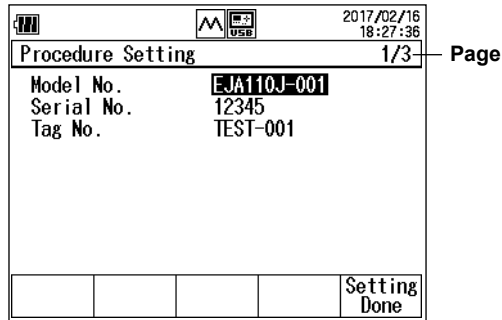 USB
2017/02/16
18:27:36
Procedure Setting 1/3 Page
Model No. EJA110J-001
Serial No. 12345
Tag No. TEST-001
Setting
Done